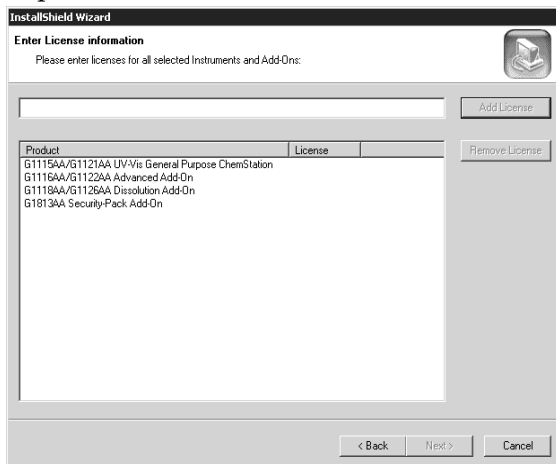 InstallShield Wizard
Enter License information
Please enter licenses for all selected Instruments and Add-Ons:
Add License
Product License
Remove License
G1115AA/G1121AA UV-Vis General Purpose ChemStation
G1116AA/G1122AA Advanced Add-On
G1118AA/G1126AA Dissolution Add-On
G1813AA Security-Pack Add-On
< Back Next > Cancel